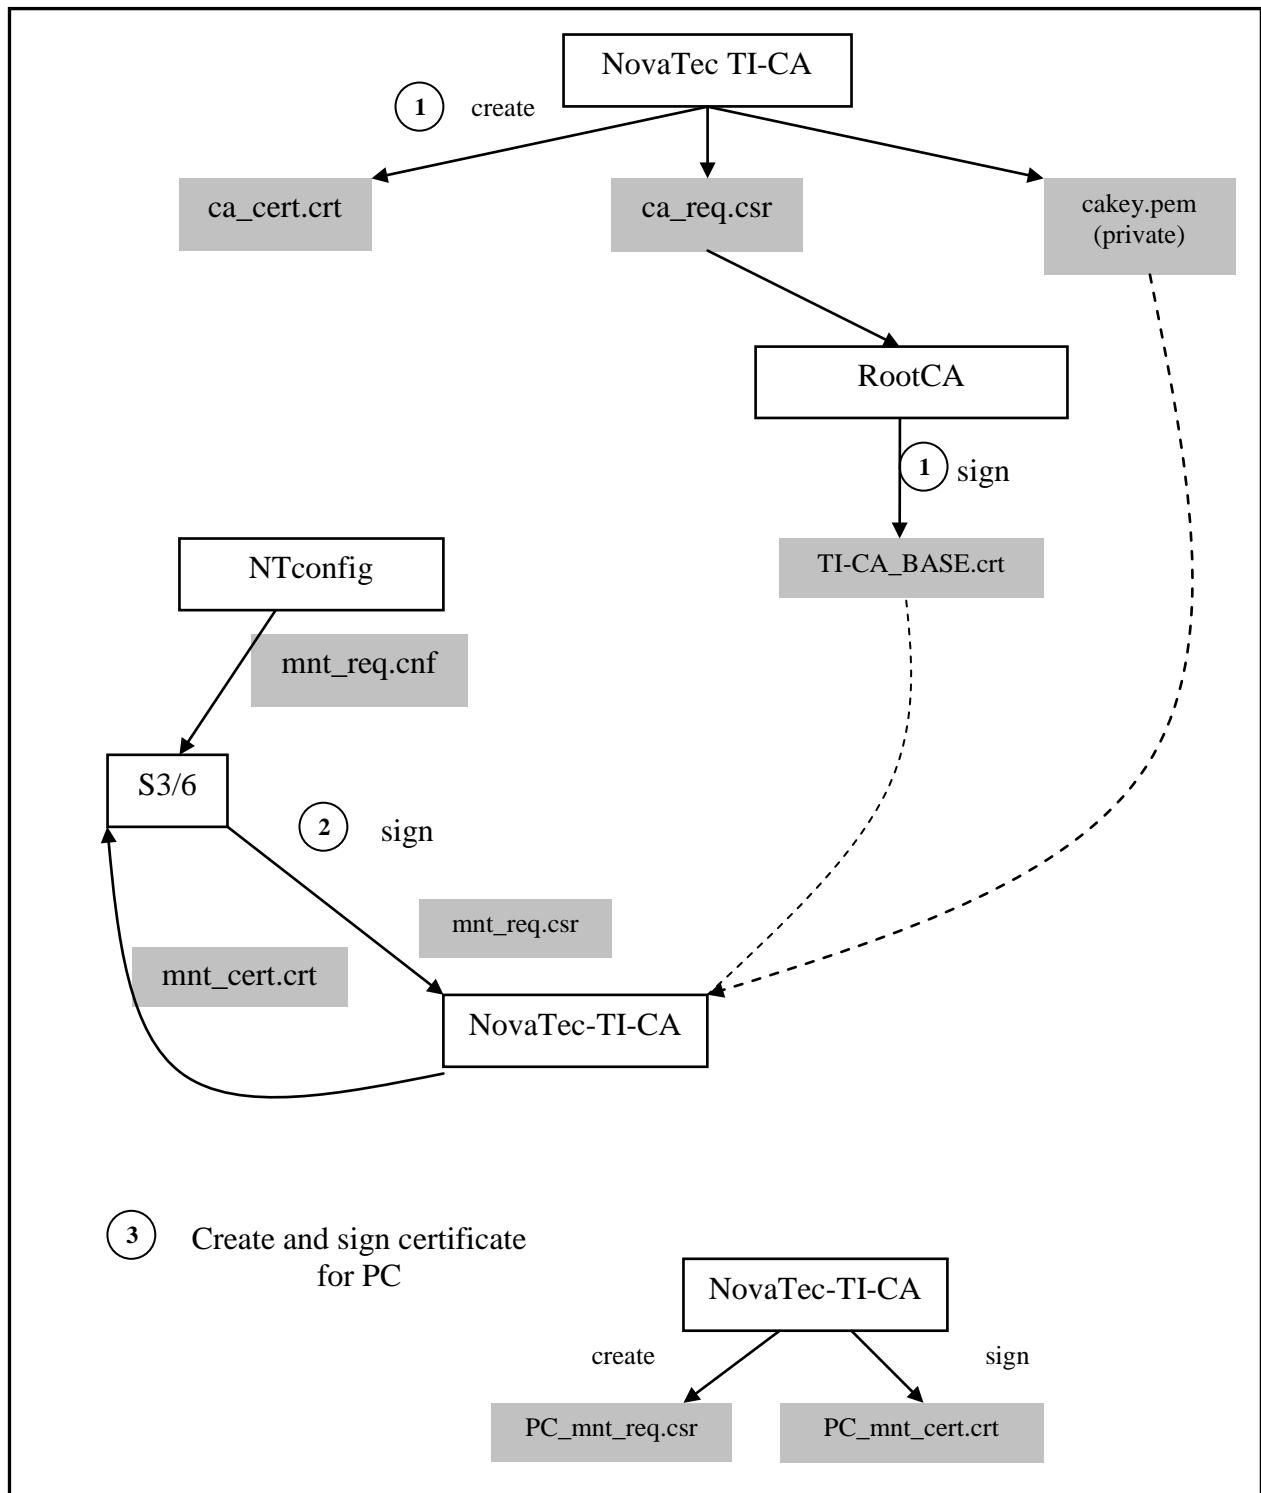 NovaTec TI-CA
1 create
ca_cert.crt
ca_req.csr
cakey.pem
(private)
RootCA
1 sign
TI-CA_BASE.crt
NTconfig
mnt_req.cnf
S3/6
2 sign
mnt_req.csr
mnt_cert.crt
NovaTec-TI-CA
3 Create and sign certificate
for PC
NovaTec-TI-CA
create
sign
PC_mnt_req.csr
PC_mnt_cert.crt